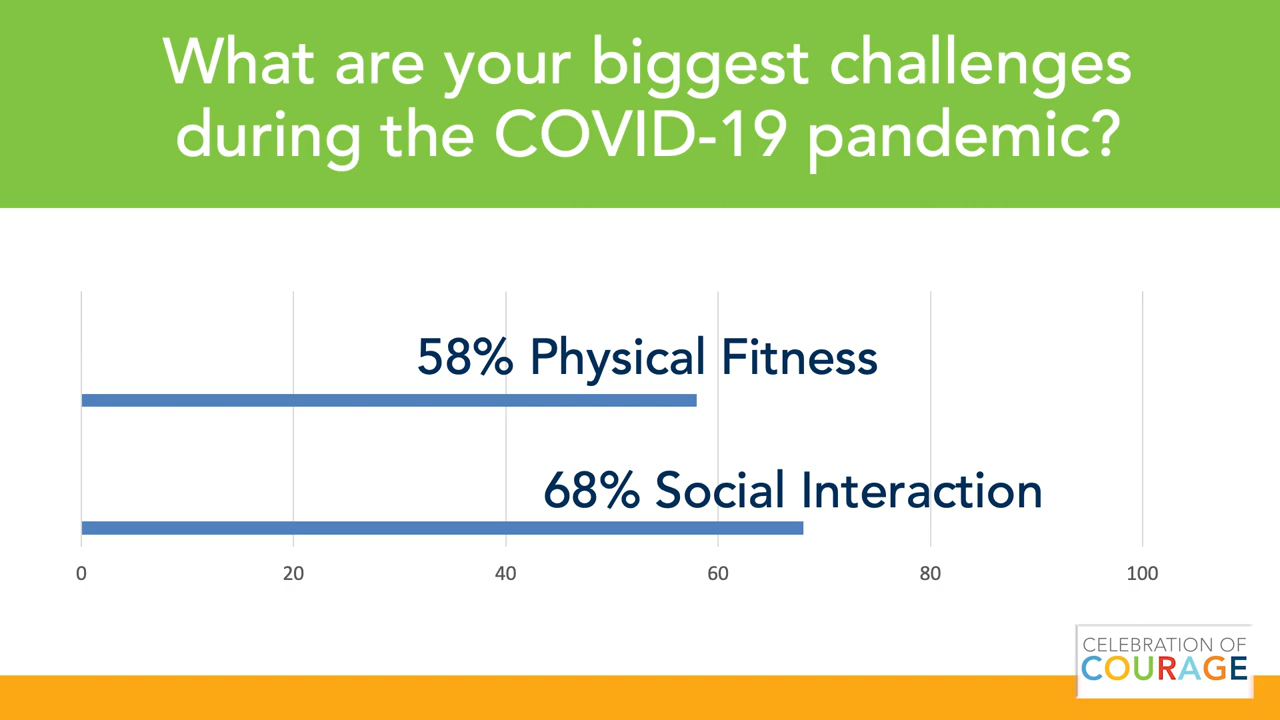 What are your biggest challenges
during the COVID-19 pandemic?
58% Physical Fitness
68% Social Interaction
0 20 40 60 80 100
CELEBRATION OF
COURAGE